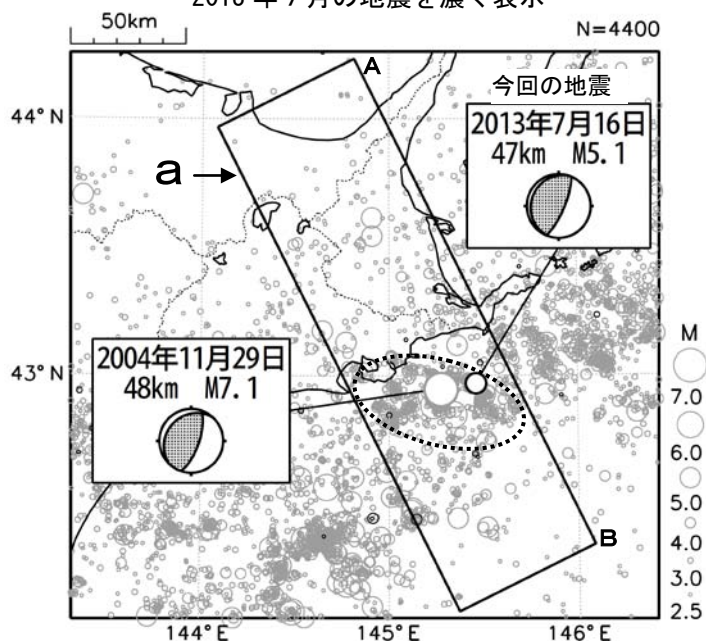 2013 年 7 月の地震を濃く表示
50km
N=4400
A
今回の地震
44°N
2013年7月16日
47km M5.1
a
M
2004年11月29日
48km M7.1
43°N
7.0
6.0
5.0
4.0
3.0
2.5
B
144°E
145°E
146°E